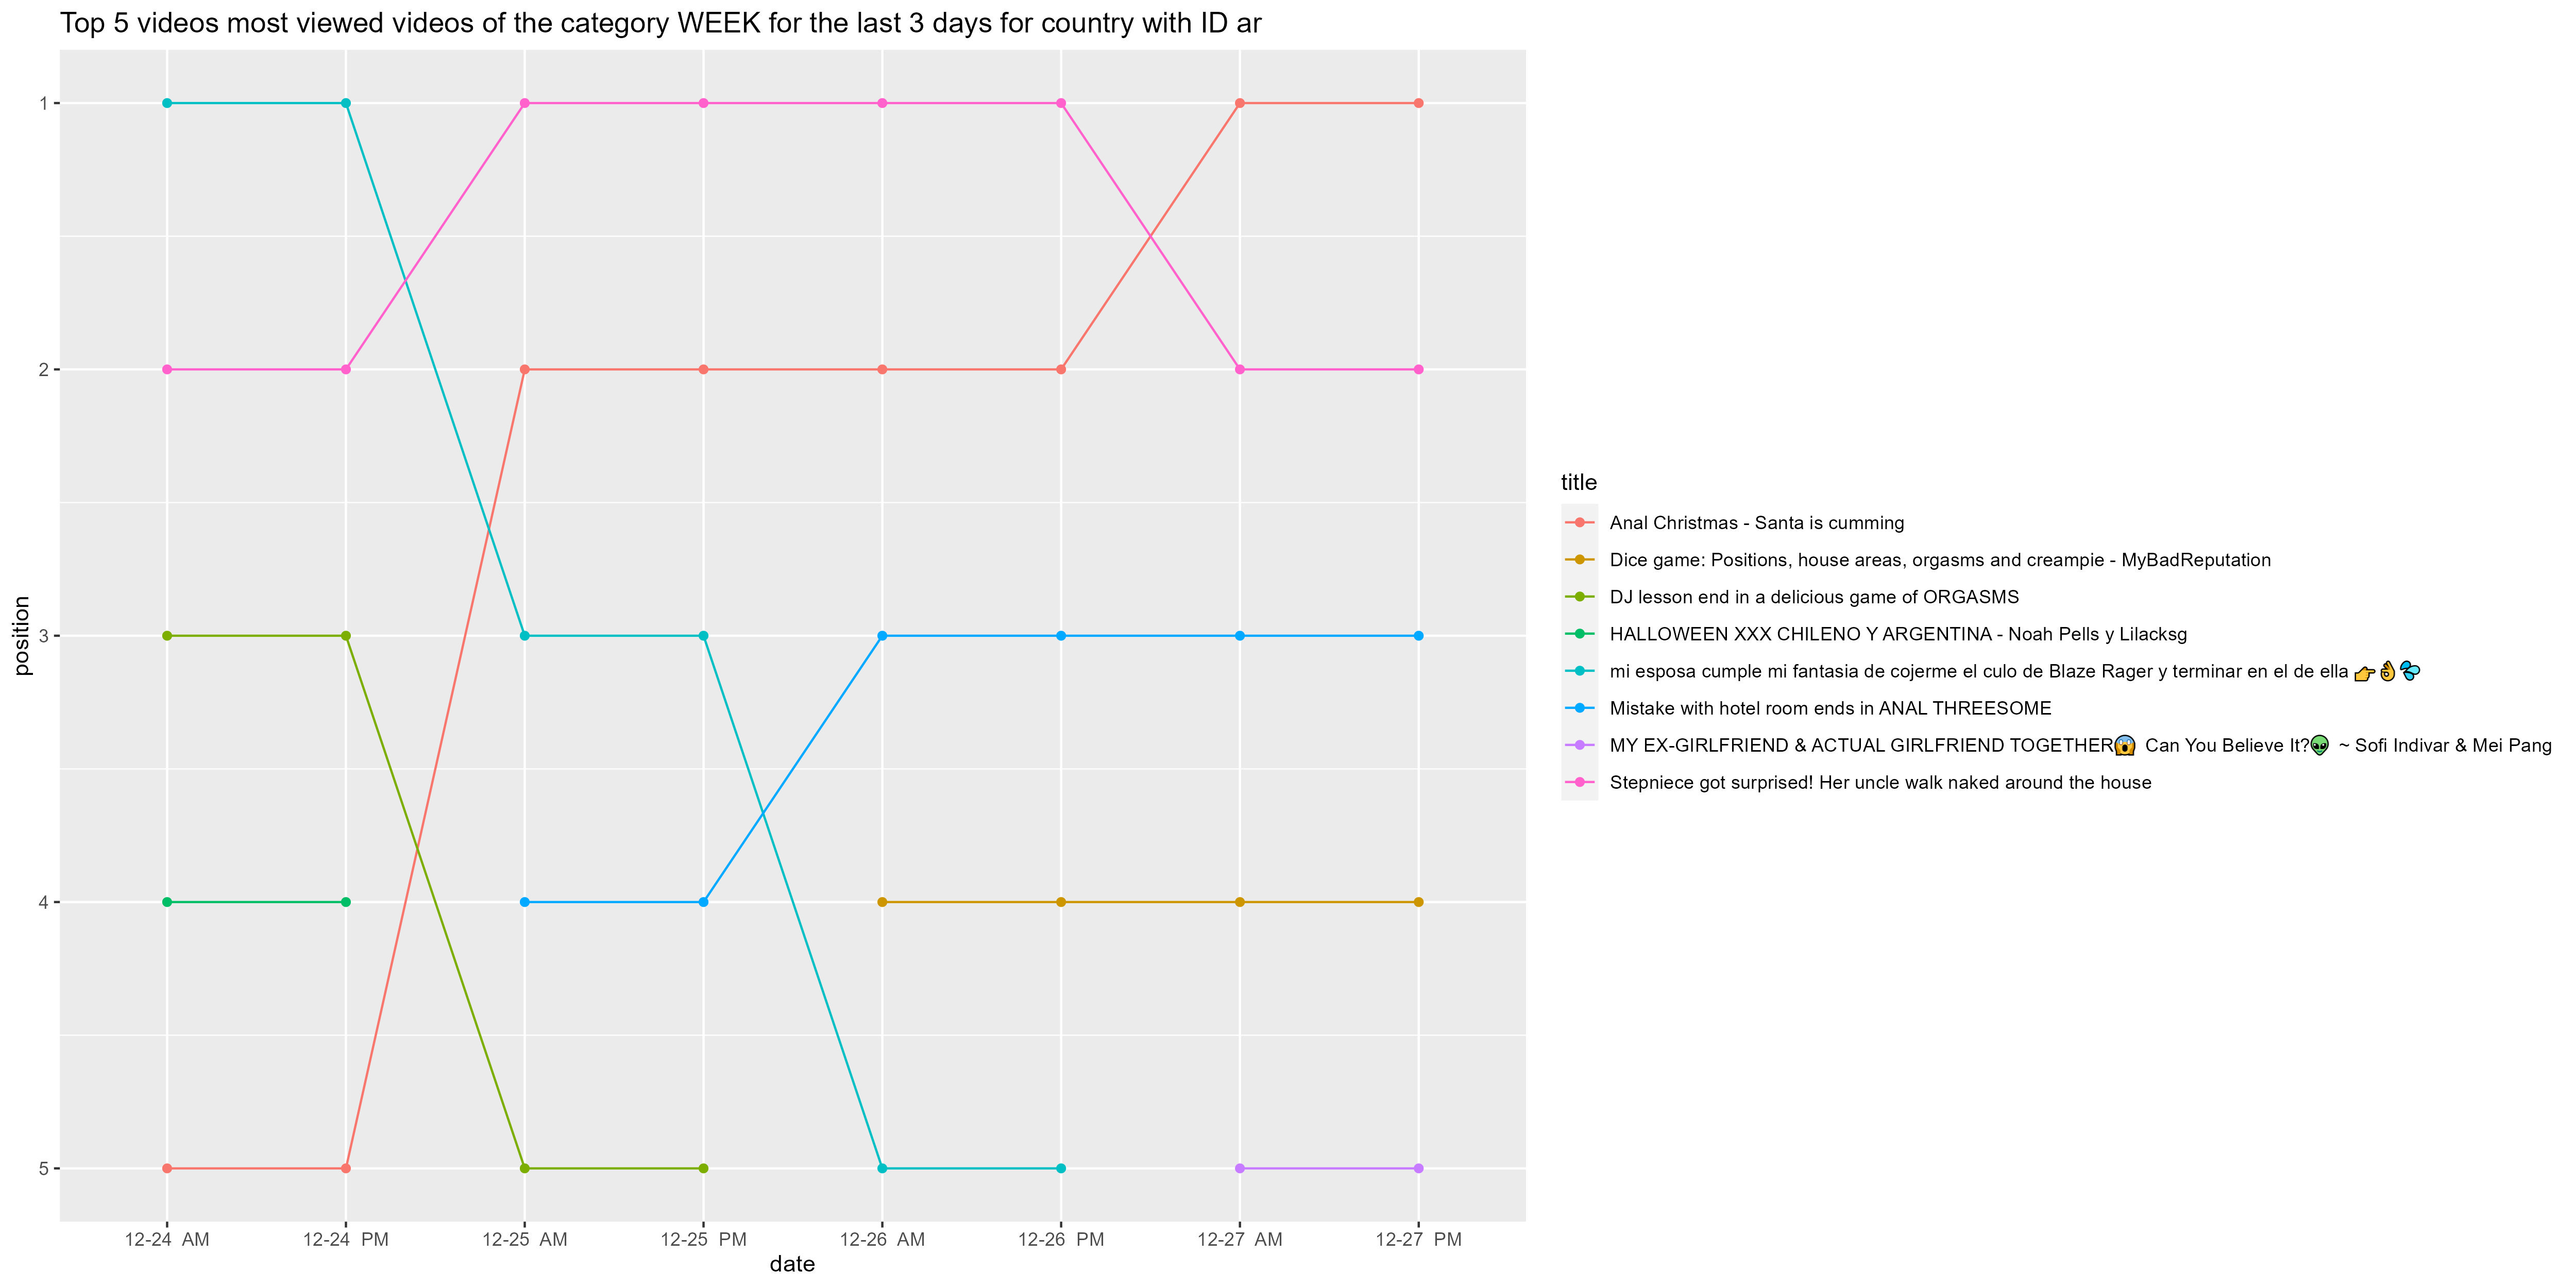 Top 5 videos most viewed videos of the category WEEK for the last 3 days for country with ID ar
position
1
2
3
4
5
12-24 AM
12-24 PM
12-25 AM
12-25 PM
12-26 AM
12-26 PM
12-27 AM
12-27 PM
date
title
Anal Christmas - Santa is cumming
Dice game: Positions, house areas, orgasms and creampie - MyBadReputation
DJ lesson end in a delicious game of ORGASMS
HALLOWEEN XXX CHILENO Y ARGENTINA - Noah Pells y Lilacksg
mi esposa cumple mi fantasia de cojerme el culo de Blaze Rager y terminar en el de ella 👉👌💦
Mistake with hotel room ends in ANAL THREESOME
MY EX-GIRLFRIEND & ACTUAL GIRLFRIEND TOGETHER😱 Can You Believe It?👽 ~ Sofi Indivar & Mei Pang
Stepniece got surprised! Her uncle walk naked around the house